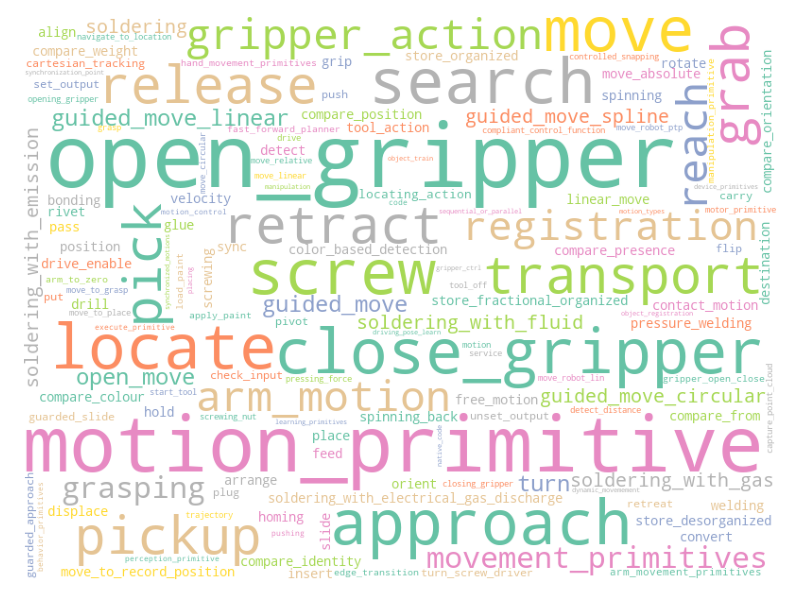 align
soldering
gripper_action
move
grab
navigate_to_location
compare_weight
cartesian_tracking
hand_movement_primitives
grip
store_organized
controlled_snapping
rotate
synchronization_point
set_output
release
search
move_absolute
opening_gripper
push
spinning
reach
manipulation_primitive
compare_orientation
guided_move_linear
compare_position
guided_move_spline
fast_forward_planner
tool_action
compliant_control_function
move_robot_ptp
drive
detect
grasp
open_gripper
move_circular
move_relative
object_train
move_linear
manipulation
locating_action
code
linear_move
device_primitives
carry
soldering_with_emission
bonding
rivet
velocity
pass
pick
motion_control
glue
retract
sequential_or_parallel
motion_types
motor_primitive
registration
position
synchronized_motions
sync
color_based_detection
compare_presence
flip
destination
drive_enable
load_paint
screwing
screw
gripper_ctrl
transport
arm_to_zero
placing
tool_off
move_to_grasp
put
drill
apply_paint
guided_move
store_fractional_organized
contact_motion
move_to_place
object_registration
execute_primitive
pivot
soldering_with_fluid
pressure_welding
driving_pose_learn
locate
close_gripper
motion
service
open_move
check_input
pressing_force
move_robot_lin
gripper_open_close
compare_colour
start_tool
arm_motion
free_motion
guided_move_circular
guarded_slide
hold
screwing_nut
spinning_back
unset_output
detect_distance
compare_from
capture_point_cloud
learning_primitives
motion_primitive
place
feed
native_code
grasping
arrange
turn
soldering_with_gas
guarded_approach
behavior_primitives
plug
orient
closing_gripper
dynamic_movement
displace
trajectory
soldering_with_electrical_gas_discharge
retreat
welding
pickup
homing
slide
approach
store_desorganized
pushing
convert
perception_primitive
compare_identity
movement_primitives
move_to_record_position
insert
edge_transition
turn_screw_driver
arm_movement_primitives